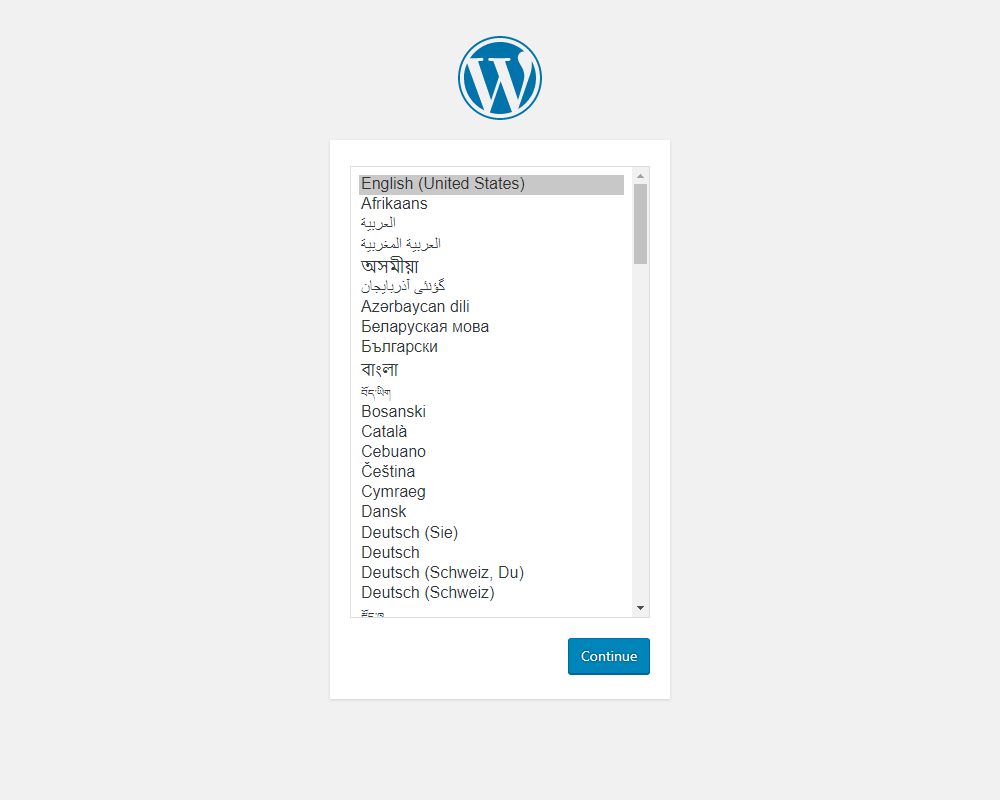 English (United States)
Afrikaans
العربية
العربية المغربية
অসমীয়া
گؤنئی آذربایجان
Azərbaycan dili
Беларуская мова
Български
বাংলা
བོད་ཡིག
Bosanski
Català
Cebuano
Čeština
Cymraeg
Dansk
Deutsch (Sie)
Deutsch
Deutsch (Schweiz, Du)
Deutsch (Schweiz)
Continue